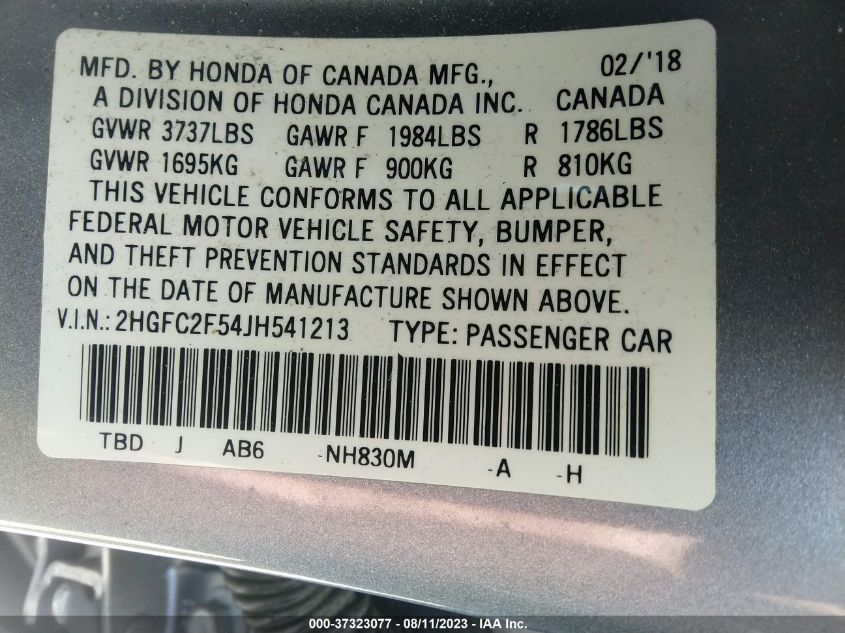 MFD. BY HONDA OF CANADA MFG., 02/'18
A DIVISION OF HONDA CANADA INC. CANADA
GVWR 3737LBS GAWR F 1984LBS R 1786LBS
GVWR 1695KG GAWR F 900KG R 810KG
THIS VEHICLE CONFORMS TO ALL APPLICABLE
FEDERAL MOTOR VEHICLE SAFETY, BUMPER,
AND THEFT PREVENTION STANDARDS IN EFFECT
ON THE DATE OF MANUFACTURE SHOWN ABOVE.
V.I.N.: 2HGFC2F54JH541213 TYPE: PASSENGER CAR
TBD J AB6 -NH830M -A -H
000-37323077 - 08/11/2023 - IAA Inc.